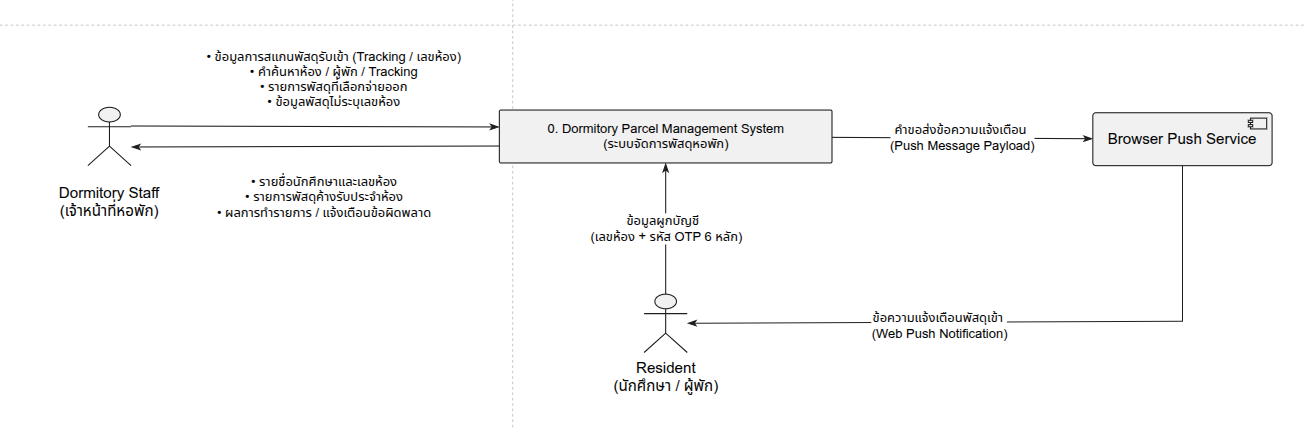 • ข้อมูลการสแกนพัสดุรับเข้า (Tracking / เลขห้อง)
• คำค้นหาห้อง / ผู้พัก / Tracking
• รายการพัสดุที่เลือกจ่ายออก
• ข้อมูลพัสดุไม่ระบุเลขห้อง
0. Dormitory Parcel Management System
(ระบบจัดการพัสดุหอพัก)
คำขอส่งข้อความแจ้งเตือน
(Push Message Payload)
Browser Push Service
Dormitory Staff
(เจ้าหน้าที่หอพัก)
• รายชื่อนักศึกษาและเลขห้อง
• รายการพัสดุค้างรับประจำห้อง
• ผลการทำรายการ / แจ้งเตือนข้อผิดพลาด
ข้อมูลผูกบัญชี
(เลขห้อง + รหัส OTP 6 หลัก)
ข้อความแจ้งเตือนพัสดุเข้า
(Web Push Notification)
Resident
(นักศึกษา / ผู้พัก)